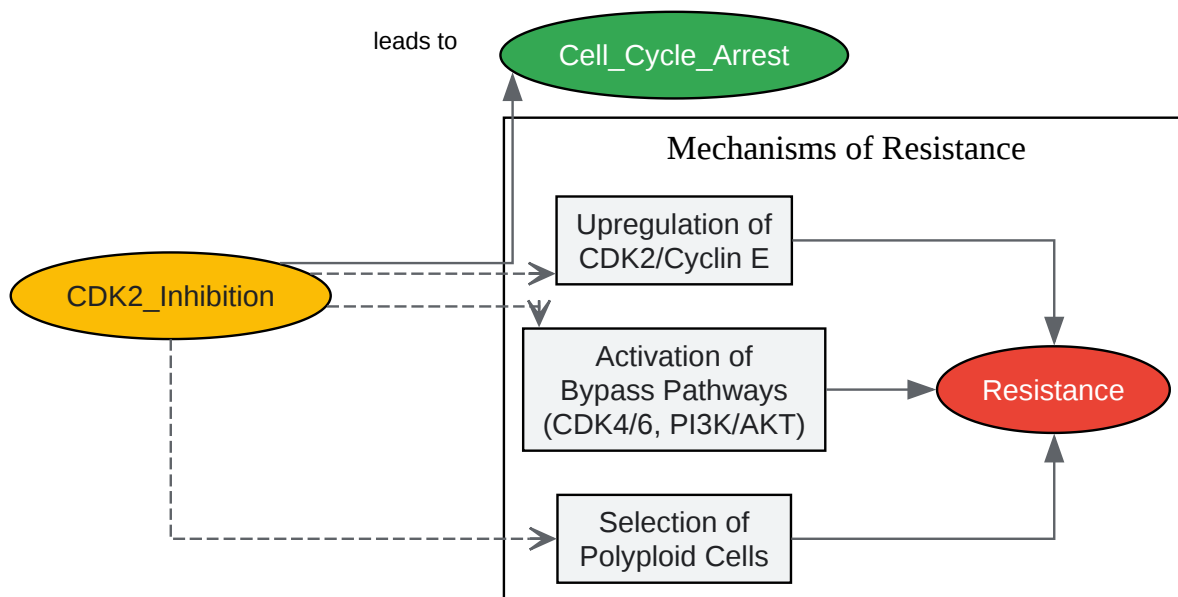 leads to
Cell_Cycle_Arrest
Mechanisms of Resistance
Upregulation of
CDK2/Cyclin E
CDK2_Inhibition
Activation of
Bypass Pathways
(CDK4/6, PI3K/AKT)
Resistance
Selection of
Polyploid Cells